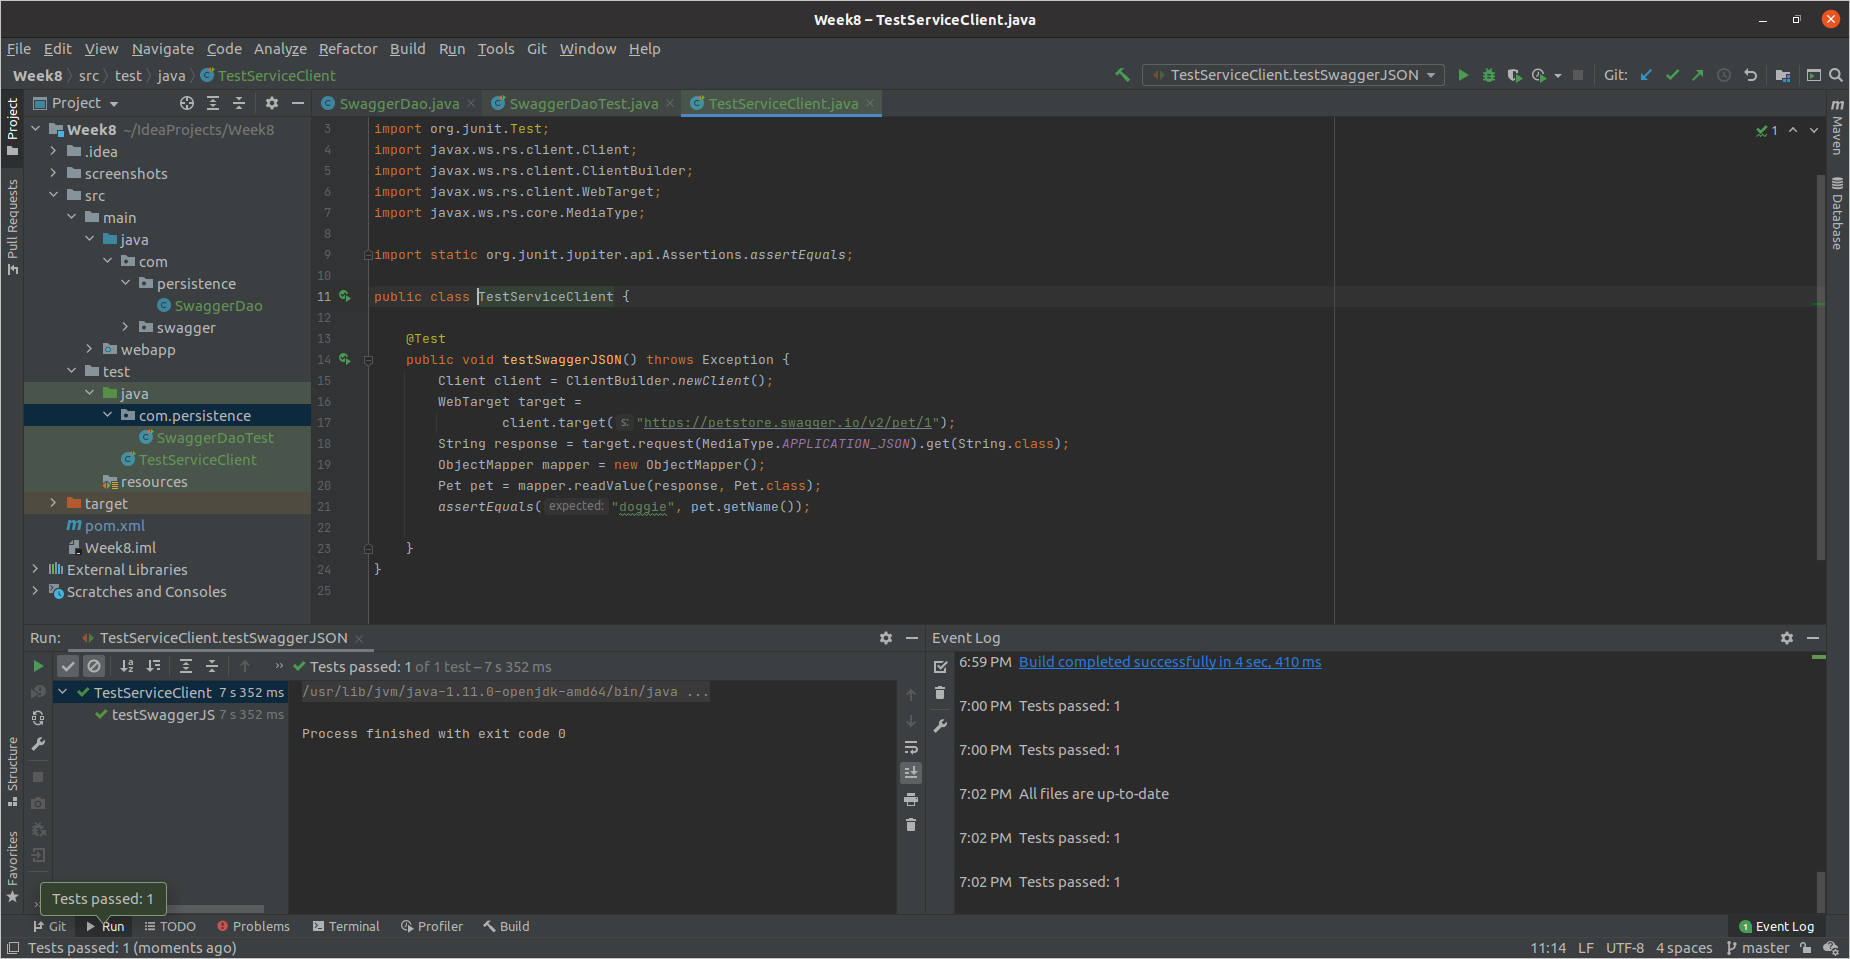 Week8 – TestServiceClient.java
File Edit View Navigate Code Analyze Refactor Build Run Tools Git Window Help
Week8 src test java TestServiceClient
TestServiceClient.testSwaggerJSON
Git:
Project
SwaggerDao.java
SwaggerDaoTest.java
TestServiceClient.java
Project
Pull Requests
Structure
Favorites
Week8 ~/IdeaProjects/Week8
.idea
screenshots
src
main
java
com
persistence
SwaggerDao
swagger
webapp
test
java
com.persistence
SwaggerDaoTest
TestServiceClient
resources
target
pom.xml
Week8.iml
External Libraries
Scratches and Consoles
3 import org.junit.Test;
4 import javax.ws.rs.client.Client;
5 import javax.ws.rs.client.ClientBuilder;
6 import javax.ws.rs.client.WebTarget;
7 import javax.ws.rs.core.MediaType;
8
9 import static org.junit.jupiter.api.Assertions.assertEquals;
10
11 public class TestServiceClient {
12
13 @Test
14 public void testSwaggerJSON() throws Exception {
15 Client client = ClientBuilder.newClient();
16 WebTarget target =
17 client.target( s: "https://petstore.swagger.io/v2/pet/1");
18 String response = target.request(MediaType.APPLICATION_JSON).get(String.class);
19 ObjectMapper mapper = new ObjectMapper();
20 Pet pet = mapper.readValue(response, Pet.class);
21 assertEquals( expected: "doggie", pet.getName());
22
23 }
24 }
25
1
Maven
Database
Run: TestServiceClient.testSwaggerJSON
Tests passed: 1 of 1 test – 7 s 352 ms
TestServiceClient 7 s 352 ms
testSwaggerJS 7 s 352 ms
/usr/lib/jvm/java-1.11.0-openjdk-amd64/bin/java ...
Process finished with exit code 0
Event Log
6:59 PM Build completed successfully in 4 sec, 410 ms
7:00 PM Tests passed: 1
7:00 PM Tests passed: 1
7:02 PM All files are up-to-date
7:02 PM Tests passed: 1
7:02 PM Tests passed: 1
Tests passed: 1
Git Run TODO Problems Terminal Profiler Build
1 Event Log
Tests passed: 1 (moments ago)
11:14 LF UTF-8 4 spaces master